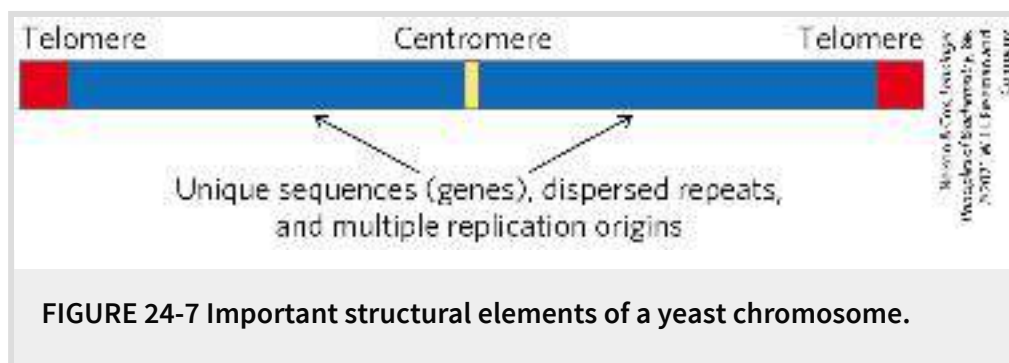 Telomere Centromere Telomere
Unique sequences (genes), dispersed repeats,
and multiple replication origins
FIGURE 24-7 Important structural elements of a yeast chromosome.